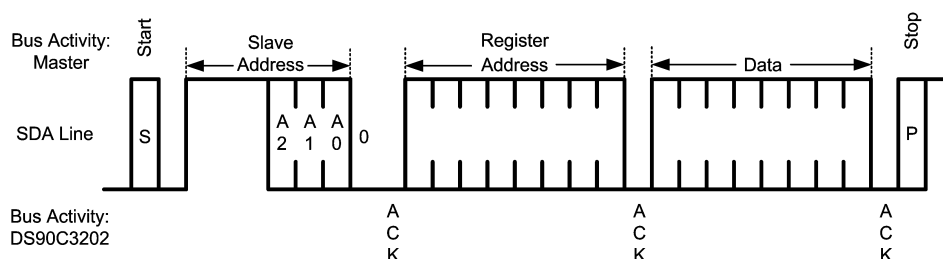 Bus Activity:
Master
Start
Slave
Address
Register
Address
Data
Stop
SDA Line
S
A
2
A
1
A
0
0
P
Bus Activity:
DS90C3202
A
C
K
A
C
K
A
C
K